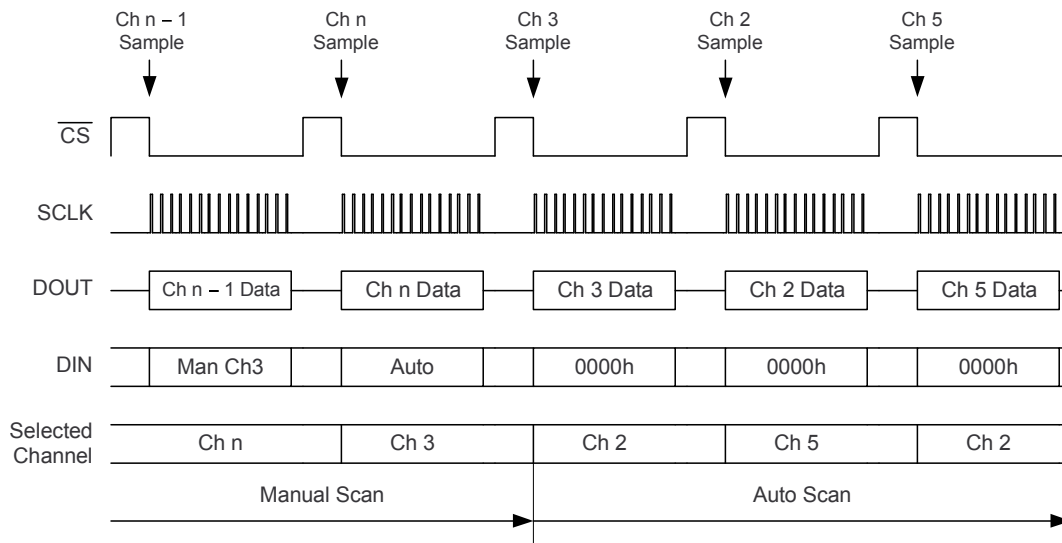 Ch n – 1
Sample
Ch n
Sample
Ch 3
Sample
Ch 2
Sample
Ch 5
Sample
CS
SCLK
DOUT
Ch n – 1 Data
Ch n Data
Ch 3 Data
Ch 2 Data
Ch 5 Data
DIN
Man Ch3
Auto
0000h
0000h
0000h
Selected
Channel
Ch n
Ch 3
Ch 2
Ch 5
Ch 2
Manual Scan
Auto Scan